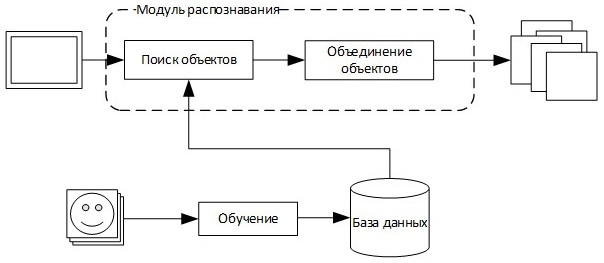 Модуль распознавания
Поиск объектов
Объединение
объектов
Обучение
База данных